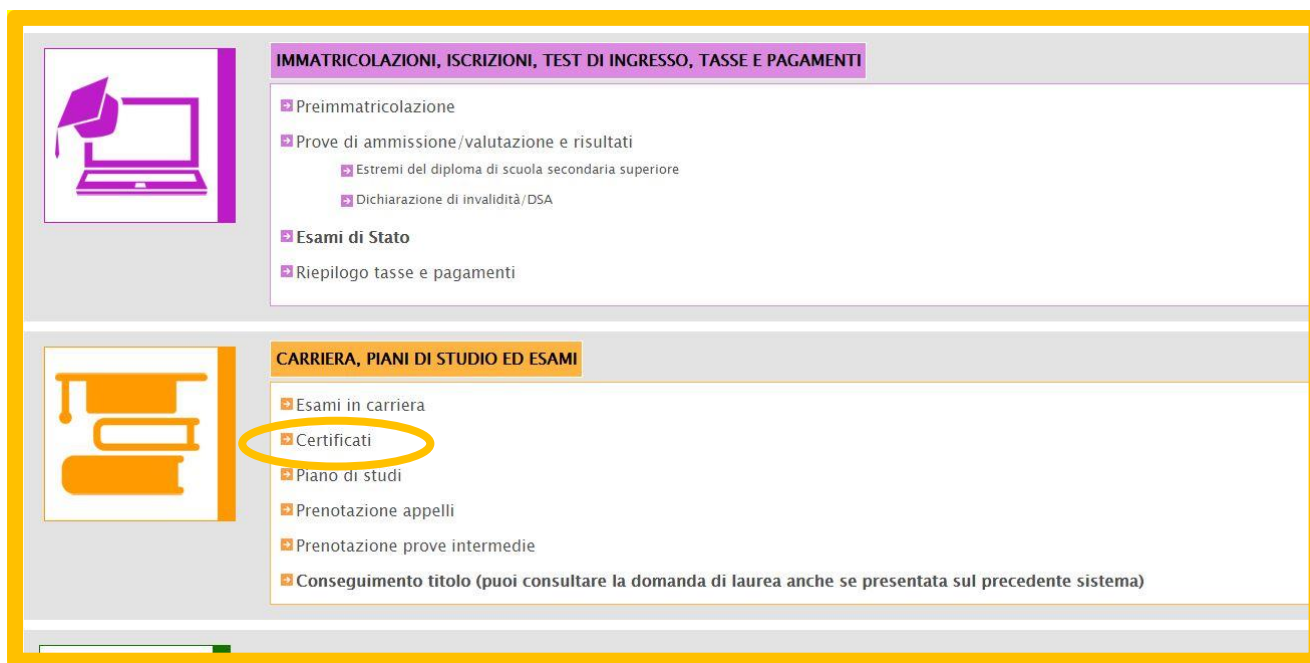 IMMATRICOLAZIONI, ISCRIZIONI, TEST DI INGRESSO, TASSE E PAGAMENTI
Preimmatricolazione
Prove di ammissione/valutazione e risultati
Estremi del diploma di scuola secondaria superiore
Dichiarazione di invalidità/DSA
Esami di Stato
Riepilogo tasse e pagamenti
CARRIERA, PIANI DI STUDIO ED ESAMI
Esami in carriera
Certificati
Piano di studi
Prenotazione appelli
Prenotazione prove intermedie
Conseguimento titolo (puoi consultare la domanda di laurea anche se presentata sul precedente sistema)